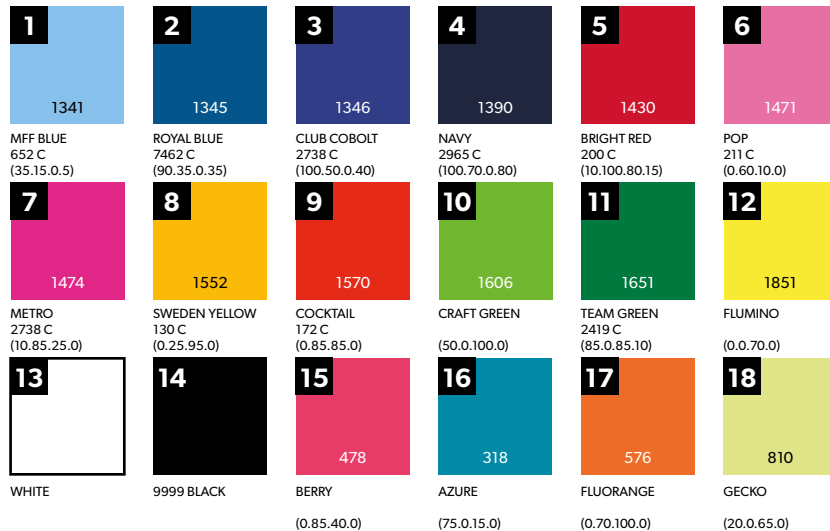 1
1341
MFF BLUE
652 C
(35.15.0.5)
2
1345
ROYAL BLUE
7462 C
(90.35.0.35)
3
1346
CLUB COBOLT
2738 C
(100.50.0.40)
4
1390
NAVY
2965 C
(100.70.0.80)
5
1430
BRIGHT RED
200 C
(10.100.80.15)
6
1471
POP
211 C
(0.60.10.0)
7
1474
METRO
2738 C
(10.85.25.0)
8
1552
SWEDEN YELLOW
130 C
(0.25.95.0)
9
1570
COCKTAIL
172 C
(0.85.85.0)
10
1606
CRAFT GREEN
(50.0.100.0)
11
1651
TEAM GREEN
2419 C
(85.0.85.10)
12
1851
FLUMINO
(0.0.70.0)
13
WHITE
14
9999 BLACK
15
478
BERRY
(0.85.40.0)
16
318
AZURE
(75.0.15.0)
17
576
FLUORANGE
(0.70.100.0)
18
810
GECKO
(20.0.65.0)